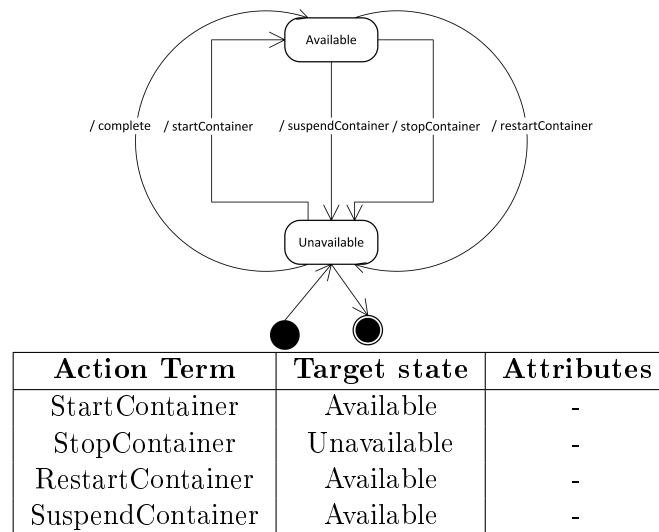 Available
/ complete / startContainer / suspendContainer / stopContainer / restartContainer
Unavailable
Action Term Target state Attributes
StartContainer Available -
StopContainer Unavailable -
RestartContainer Available -
SuspendContainer Available -